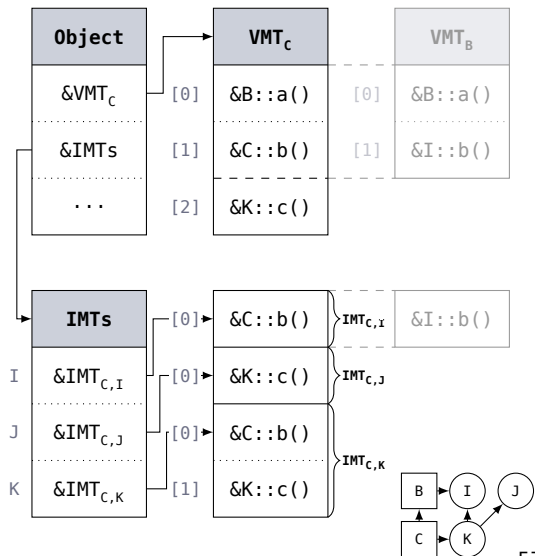 Object VMT_C VMT_B
&VMT_C [0] &B::a() [0] &B::a()
&IMTs [1] &C::b() [1] &I::b()
... [2] &K::c()
IMTs [0] &C::b() IMT_C,I &I::b()
I &IMT_C,I [0] &K::c() IMT_C,J
J &IMT_C,J [0] &C::b()
IMT_C,K
K &IMT_C,K [1] &K::c()
B I J
C K